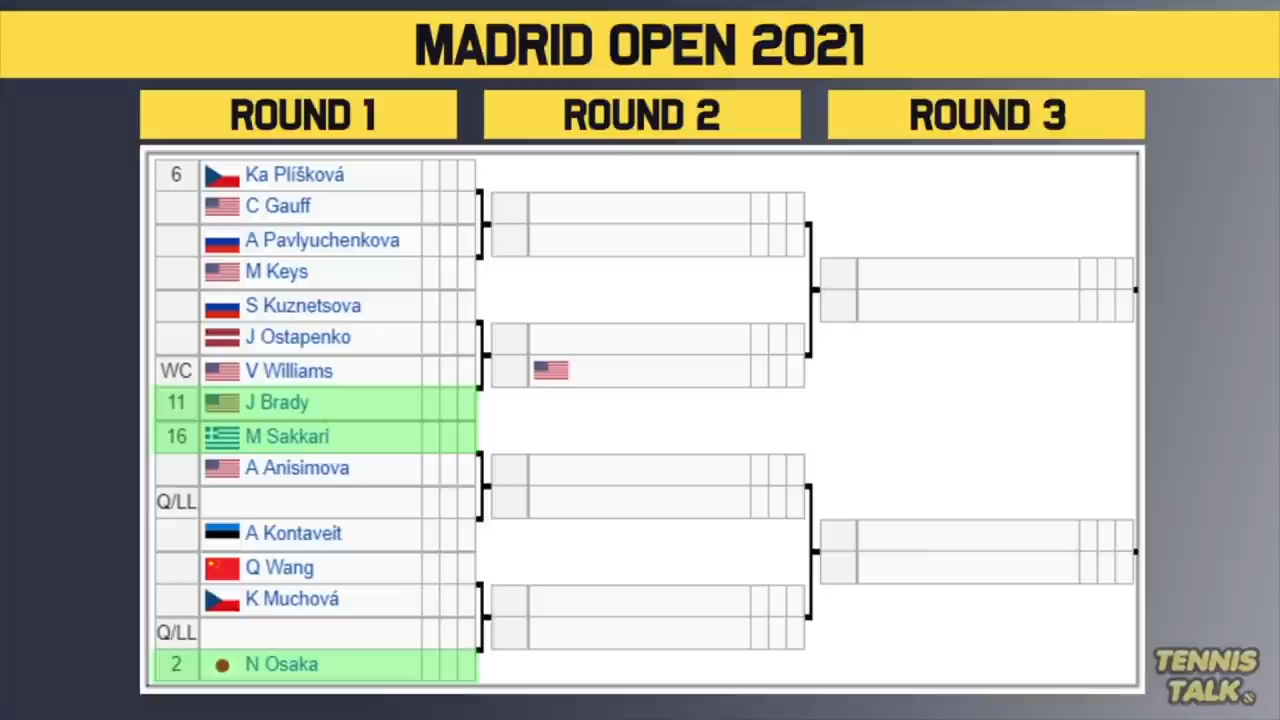 MADRID OPEN 2021
ROUND 1 ROUND 2 ROUND 3
6 Ka Plíšková
C Gauff
A Pavlyuchenkova
M Keys
S Kuznetsova
J Ostapenko
WC V Williams
11 J Brady
16 M Sakkari
A Anisimova
Q/LL
A Kontaveit
Q Wang
K Muchová
Q/LL
2 N Osaka
TENNIS
TALK